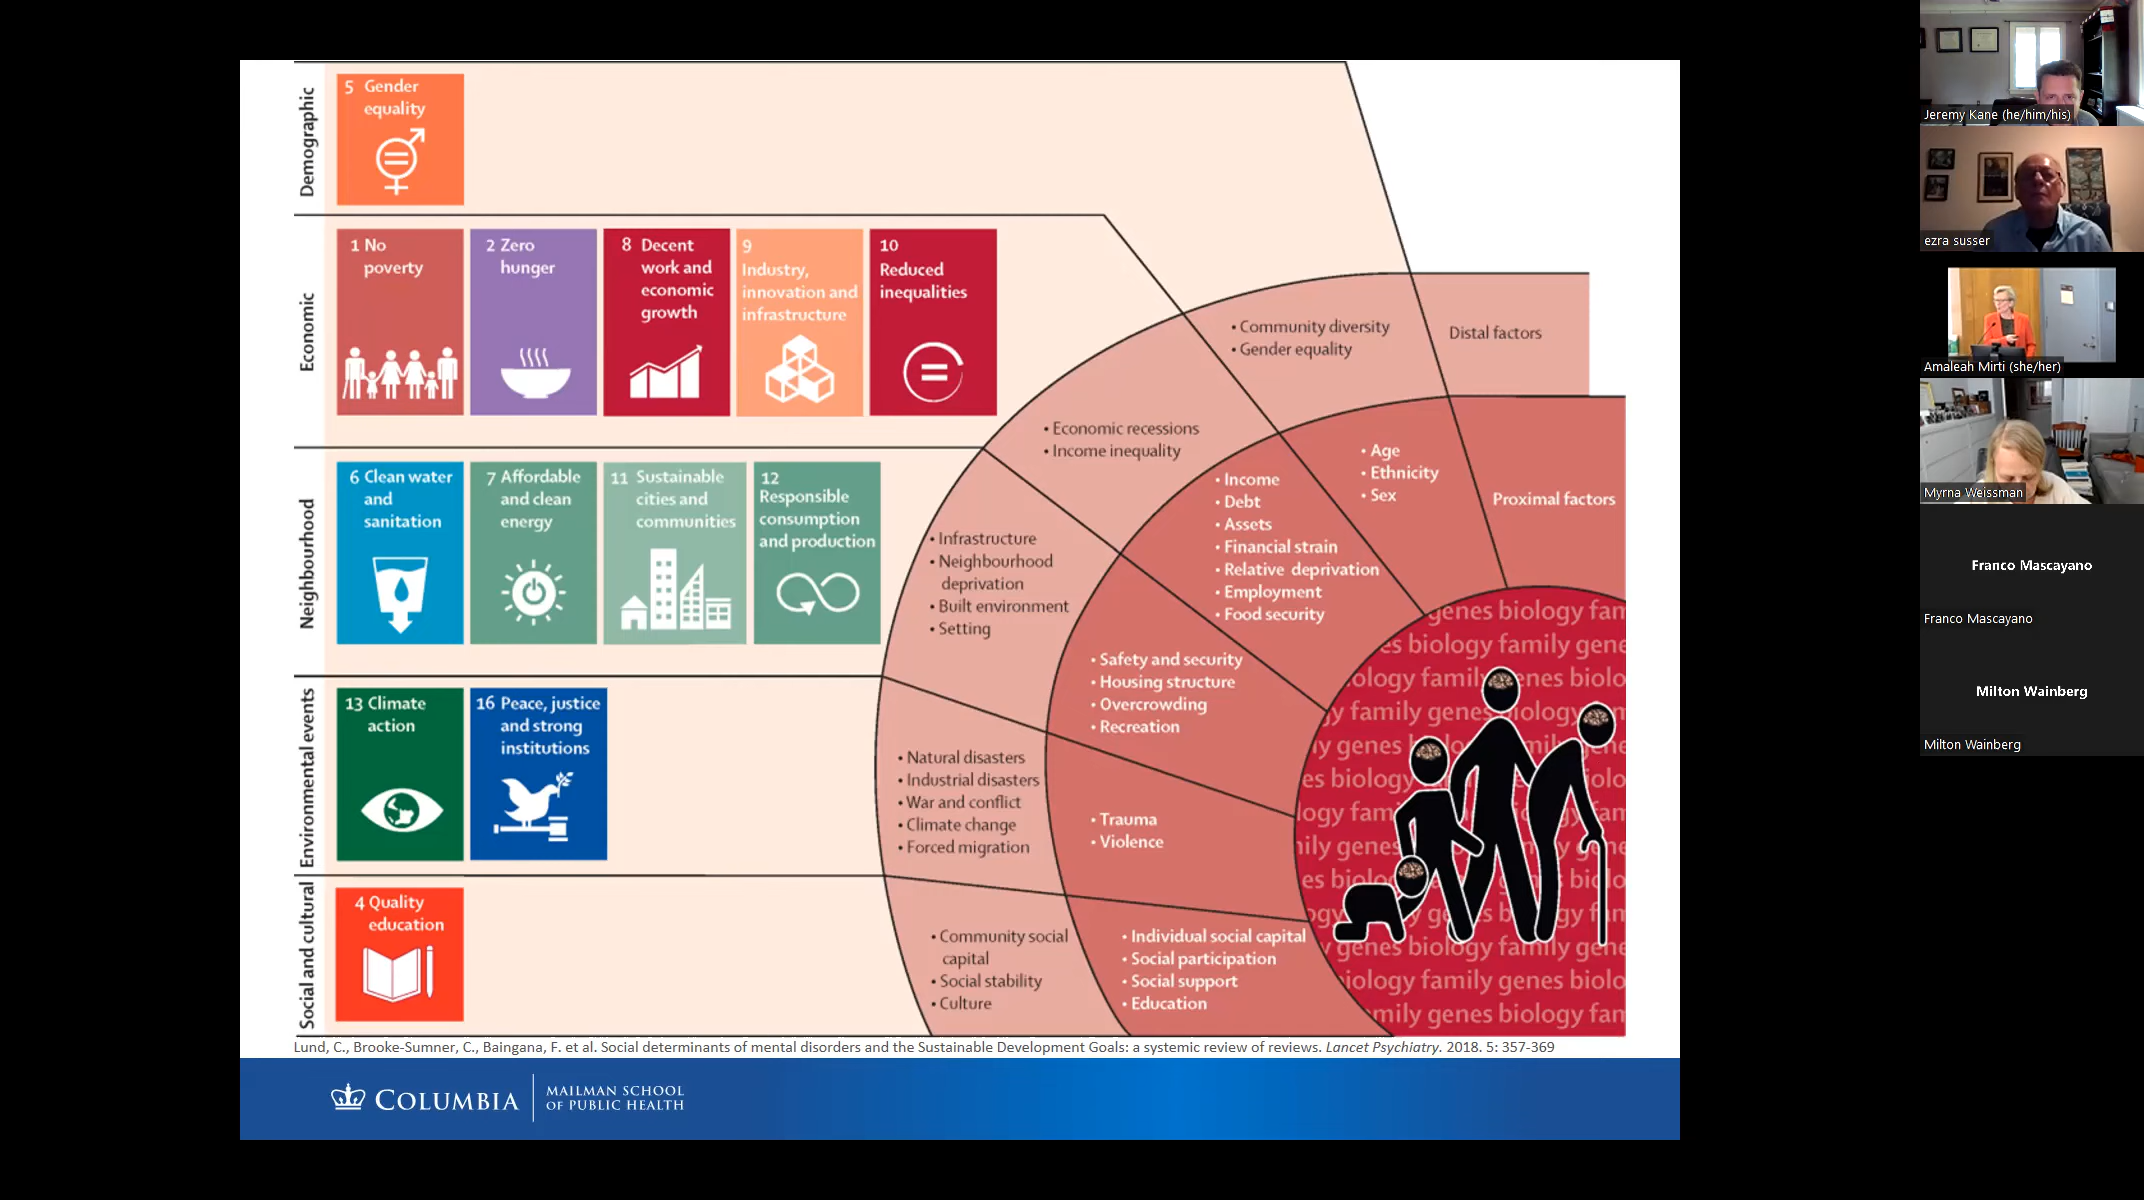 Demographic
5 Gender
equality
Economic
1 No
poverty
2 Zero
hunger
8 Decent
work and
economic
growth
9
Industry,
innovation and
infrastructure
10
Reduced
inequalities
Neighbourhood
6 Clean water
and
sanitation
7 Affordable
and clean
energy
11 Sustainable
cities and
communities
12
Responsible
consumption
and production
Environmental events
13 Climate
action
16 Peace, justice
and strong
institutions
Social and cultural
4 Quality
education
• Community diversity
• Gender equality
Distal factors
• Economic recessions
• Income inequality
• Infrastructure
• Neighbourhood
deprivation
• Built environment
• Setting
• Natural disasters
• Industrial disasters
• War and conflict
• Climate change
• Forced migration
• Community social
capital
• Social stability
• Culture
• Age
• Ethnicity
• Sex
Proximal factors
• Income
• Debt
• Assets
• Financial strain
• Relative deprivation
• Employment
• Food security
• Safety and security
• Housing structure
• Overcrowding
• Recreation
• Trauma
• Violence
• Individual social capital
• Social participation
• Social support
• Education
genes biology fam
es biology family gene
ology family genes biolo
y family genes biology
ly genes
es biology
logy fam
ily genes
es biolo
y genes biology family gene
iology family genes biolo
mily genes biology fam
Lund, C., Brooke-Sumner, C., Baingana, F. et al. Social determinants of mental disorders and the Sustainable Development Goals: a systemic review of reviews. Lancet Psychiatry. 2018. 5: 357-369
COLUMBIA
MAILMAN SCHOOL
OF PUBLIC HEALTH
Jeremy Kane (he/him/his)
ezra susser
Amaleah Mirti (she/her)
Myrna Weissman
Franco Mascayano
Franco Mascayano
Milton Wainberg
Milton Wainberg